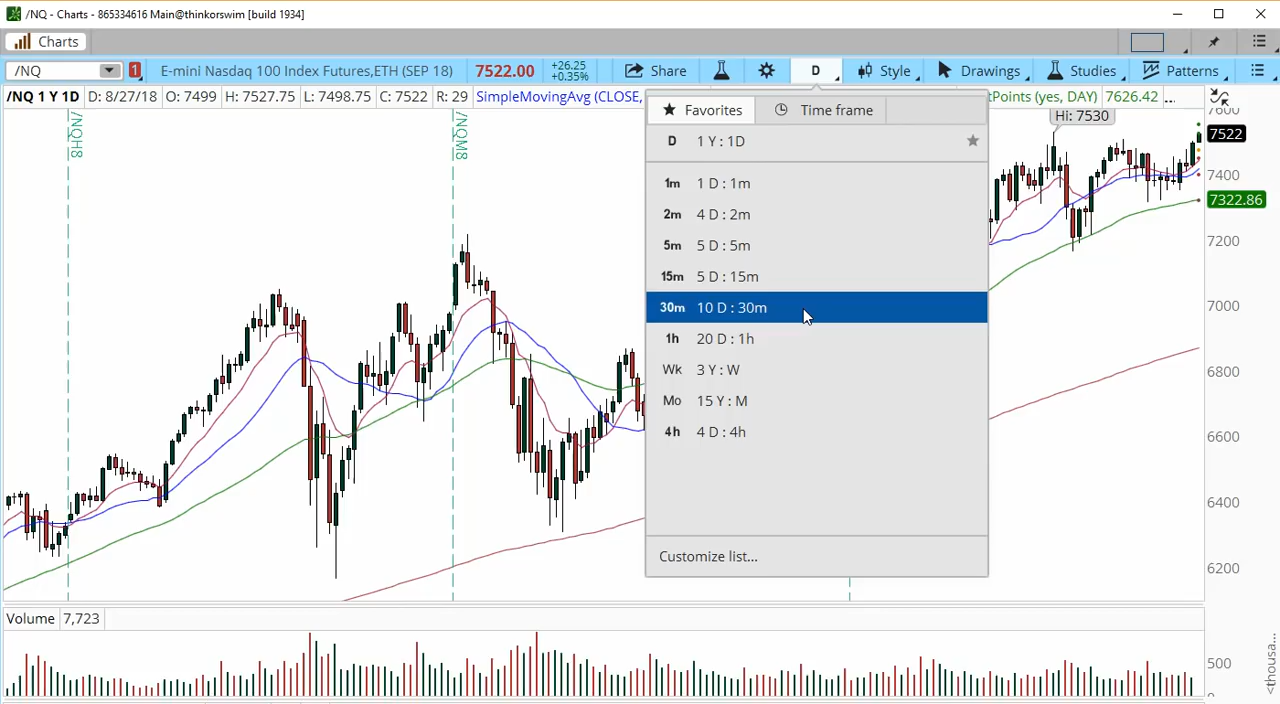 /NQ - Charts - 865334616 Main@thinkorswim [build 1934]
Charts
/NQ 1 E-mini Nasdaq 100 Index Futures,ETH (SEP 18) 7522.00 +26.25 +0.35% Share D Style Drawings Studies Patterns
/NQ 1 Y 1D D: 8/27/18 O: 7499 H: 7527.75 L: 7498.75 C: 7522 R: 29 SimpleMovingAvg (CLOSE, tPoints (yes, DAY) 7626.42 ...
Favorites Time frame
D 1 Y : 1D
1m 1 D : 1m
2m 4 D : 2m
5m 5 D : 5m
15m 5 D : 15m
30m 10 D : 30m
1h 20 D : 1h
Wk 3 Y : W
Mo 15 Y : M
4h 4 D : 4h
Customize list...
/NQH8
/NQM8
Hi: 7530
7600
7522
7400
7322.86
7200
7000
6800
6600
6400
6200
Volume 7,723
500
0
<thousa...